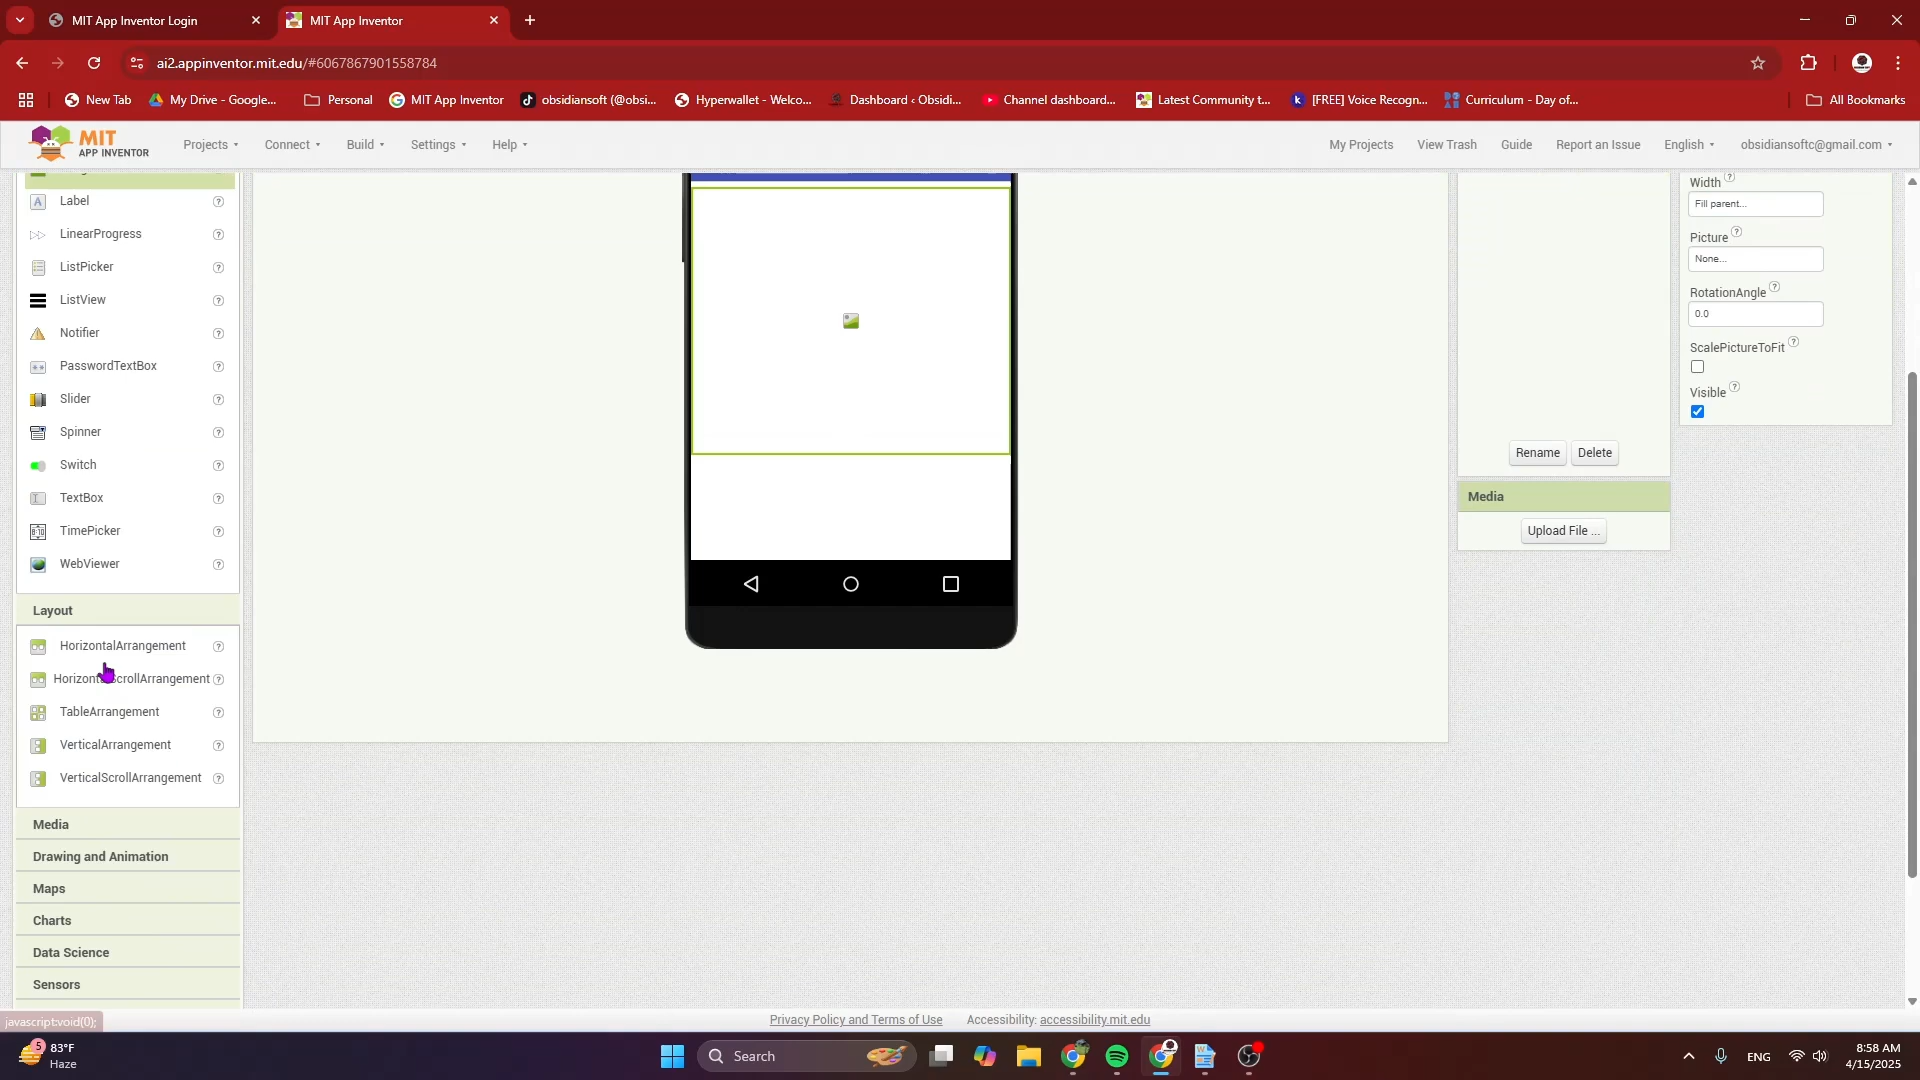 MIT App Inventor Login
MIT App Inventor
ai2.appinventor.mit.edu/#6067867901558784
New Tab
My Drive - Google...
Personal
MIT App Inventor
obsidiansoft (@obsi...
Hyperwallet - Welco...
Dashboard ‹ Obsidi...
Channel dashboard...
Latest Community t...
[FREE] Voice Recogn...
Curriculum - Day of...
All Bookmarks
MIT
APP INVENTOR
Projects
Connect
Build
Settings
Help
My Projects
View Trash
Guide
Report an Issue
English
obsidiansoftc@gmail.com
Label
LinearProgress
ListPicker
ListView
Notifier
PasswordTextBox
Slider
Spinner
Switch
TextBox
TimePicker
WebViewer
Layout
HorizontalArrangement
HorizontalScrollArrangement
TableArrangement
VerticalArrangement
VerticalScrollArrangement
Media
Drawing and Animation
Maps
Charts
Data Science
Sensors
javascript:void(0);
Rename
Delete
Media
Upload File ...
Width
Fill parent...
Picture
None...
RotationAngle
0.0
ScalePictureToFit
Visible
Privacy Policy and Terms of Use
Accessibility: accessibility.mit.edu
5
83°F
Haze
Search
ENG
8:58 AM
4/15/2025